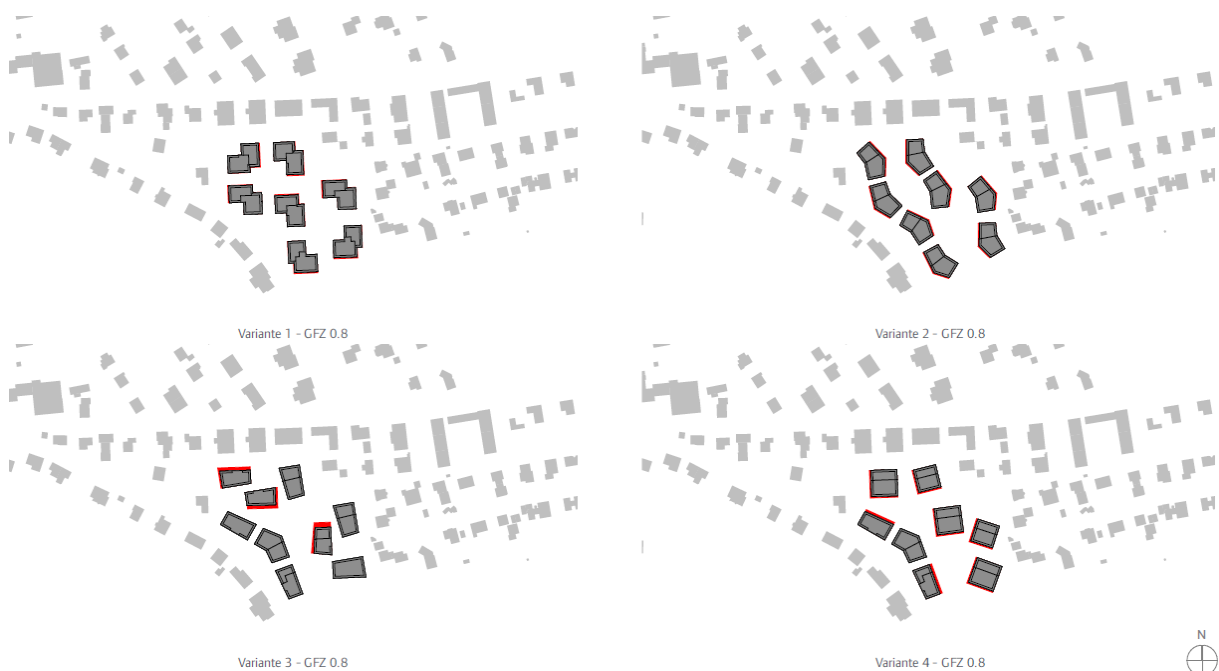 Variante 1 - GFZ 0.8
Variante 2 - GFZ 0.8
Variante 3 - GFZ 0.8
Variante 4 - GFZ 0.8
N